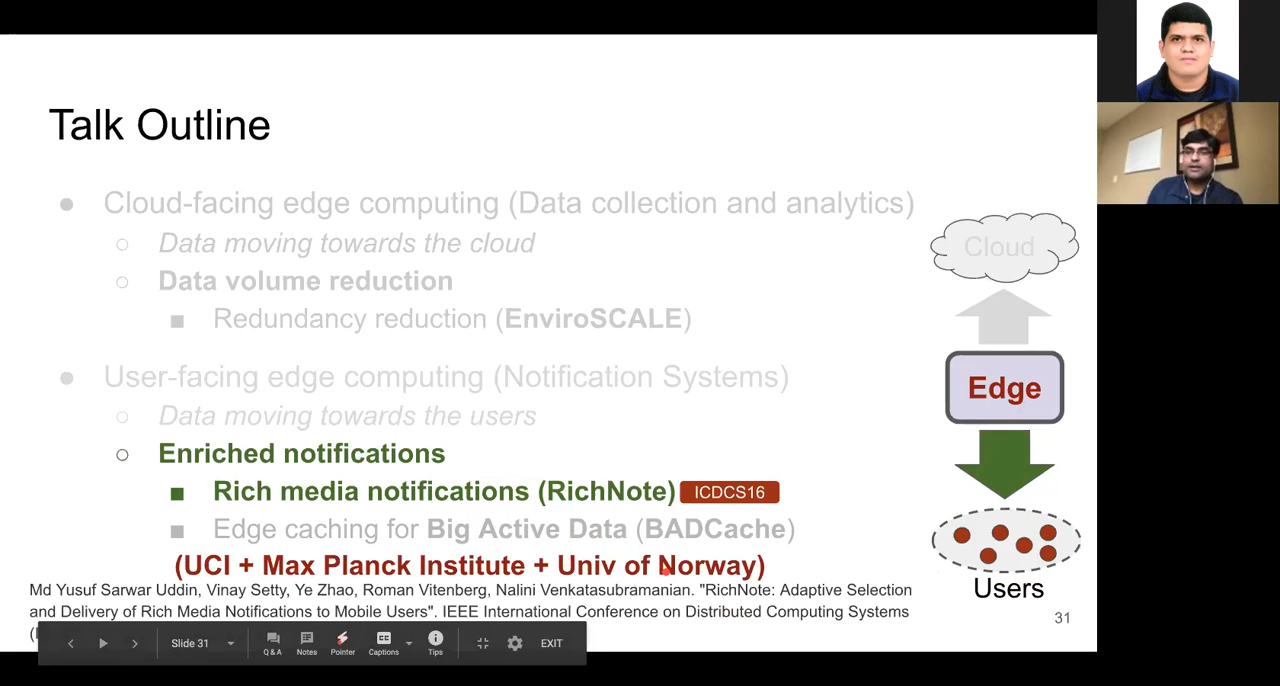 Talk Outline
● Cloud-facing edge computing (Data collection and analytics)
○ Data moving towards the cloud
○ Data volume reduction
■ Redundancy reduction (EnviroSCALE)
● User-facing edge computing (Notification Systems)
○ Data moving towards the users
○ Enriched notifications
■ Rich media notifications (RichNote) ICDCS16
■ Edge caching for Big Active Data (BADCache)
(UCI + Max Planck Institute + Univ of Norway)
Md Yusuf Sarwar Uddin, Vinay Setty, Ye Zhao, Roman Vitenberg, Nalini Venkatasubramanian. "RichNote: Adaptive Selection
and Delivery of Rich Media Notifications to Mobile Users". IEEE International Conference on Distributed Computing Systems
Cloud
Edge
Users
31
Slide 31
Q & A
Notes
Pointer
Captions
Tips
EXIT